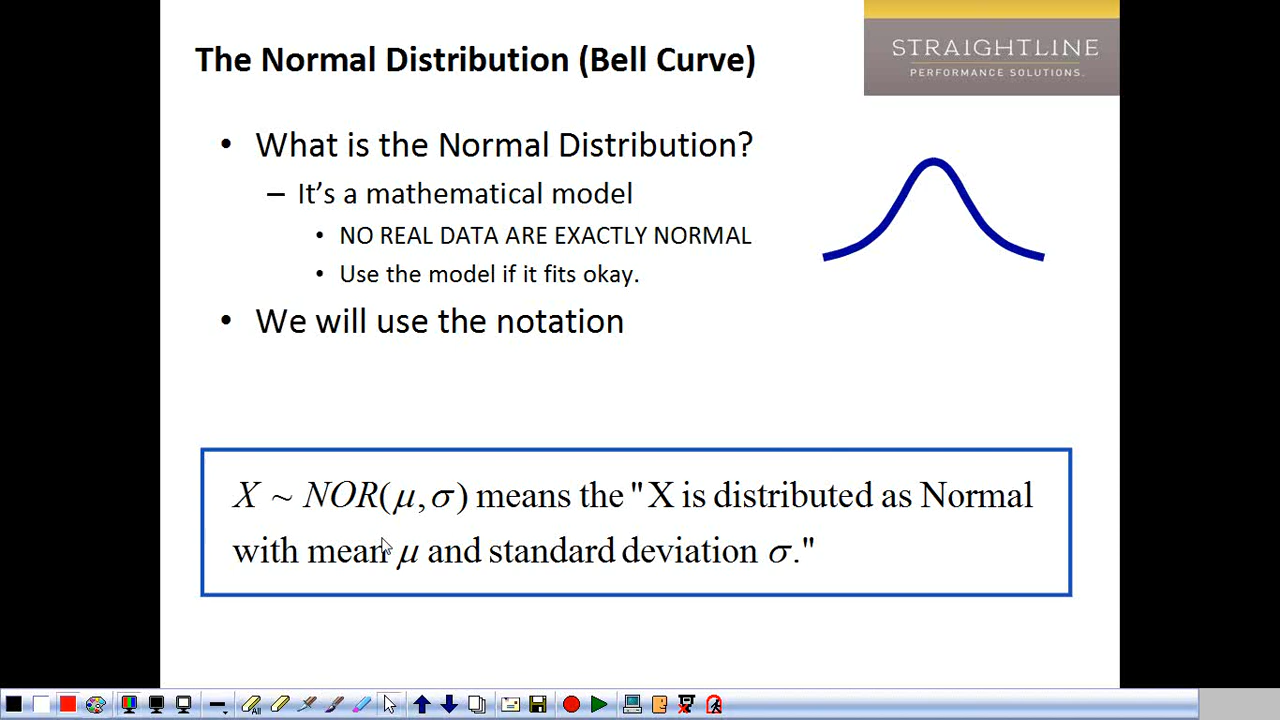 The Normal Distribution (Bell Curve)
STRAIGHTLINE
PERFORMANCE SOLUTIONS.
• What is the Normal Distribution?
– It's a mathematical model
• NO REAL DATA ARE EXACTLY NORMAL
• Use the model if it fits okay.
• We will use the notation
X ~ NOR(μ, σ) means the "X is distributed as Normal
with mean μ and standard deviation σ."
All